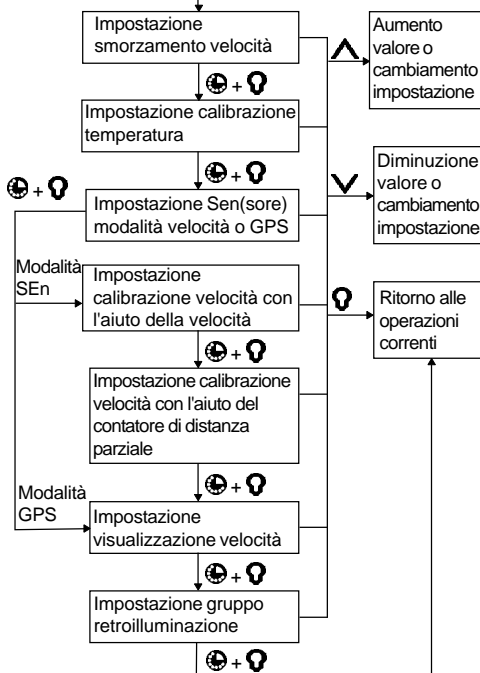 Impostazione
smorzamento velocità
+
Impostazione calibrazione
temperatura
+
+
Impostazione Sen(sore)
modalità velocità o GPS
Modalità
SEn
Impostazione
calibrazione velocità con
l'aiuto della velocità
+
Impostazione calibrazione
velocità con l'aiuto del
contatore di distanza
parziale
+
Modalità
GPS
Impostazione
visualizzazione velocità
+
Impostazione gruppo
retroilluminazione
+
Aumento
valore o
cambiamento
impostazione
Diminuzione
valore o
cambiamento
impostazione
Ritorno alle
operazioni
correnti